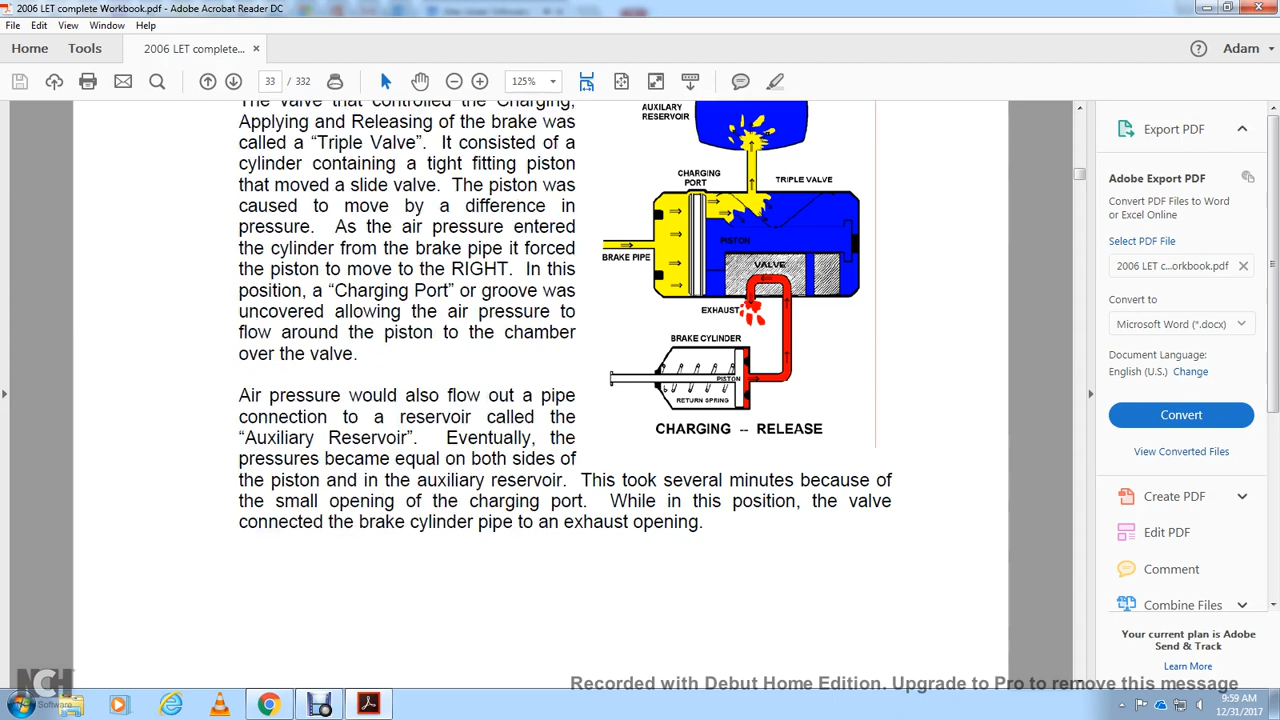 2006 LET complete Workbook.pdf - Adobe Acrobat Reader DC
File Edit View Window Help
Home Tools 2006 LET complete... × Adam
33 / 332 125%
The valve that controlled the Charging,
Applying and Releasing of the brake was
called a “Triple Valve”. It consisted of a
cylinder containing a tight fitting piston
that moved a slide valve. The piston was
caused to move by a difference in
pressure. As the air pressure entered
the cylinder from the brake pipe it forced
the piston to move to the RIGHT. In this
position, a “Charging Port” or groove was
uncovered allowing the air pressure to
flow around the piston to the chamber
over the valve.
Air pressure would also flow out a pipe
connection to a reservoir called the
“Auxiliary Reservoir”. Eventually, the
pressures became equal on both sides of
the piston and in the auxiliary reservoir. This took several minutes because of
the small opening of the charging port. While in this position, the valve
connected the brake cylinder pipe to an exhaust opening.
AUXILARY
RESERVOIR
CHARGING
PORT
TRIPLE VALVE
PISTON
BRAKE PIPE
VALVE
EXHAUST
BRAKE CYLINDER
PISTON
RETURN SPRING
CHARGING -- RELEASE
Export PDF
Adobe Export PDF
Convert PDF Files to Word
or Excel Online
Select PDF File
2006 LET c...orkbook.pdf ×
Convert to
Microsoft Word (*.docx)
Document Language:
English (U.S.) Change
Convert
View Converted Files
Create PDF
Edit PDF
Comment
Combine Files
Your current plan is Adobe
Send & Track
Learn More
NCH
Software
Recorded with Debut Home Edition. Upgrade to Pro to remove this message
9:59 AM
12/31/2017